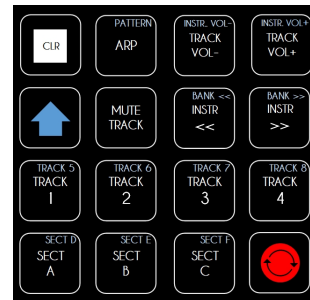 CLR
PATTERN
ARP
INSTR. VOL-
TRACK
VOL-
INSTR. VOL+
TRACK
VOL+
MUTE
TRACK
BANK <<
INSTR
<<
BANK >>
INSTR
>>
TRACK 5
TRACK
1
TRACK 6
TRACK
2
TRACK 7
TRACK
3
TRACK 8
TRACK
4
SECT D
SECT
A
SECT E
SECT
B
SECT F
SECT
C